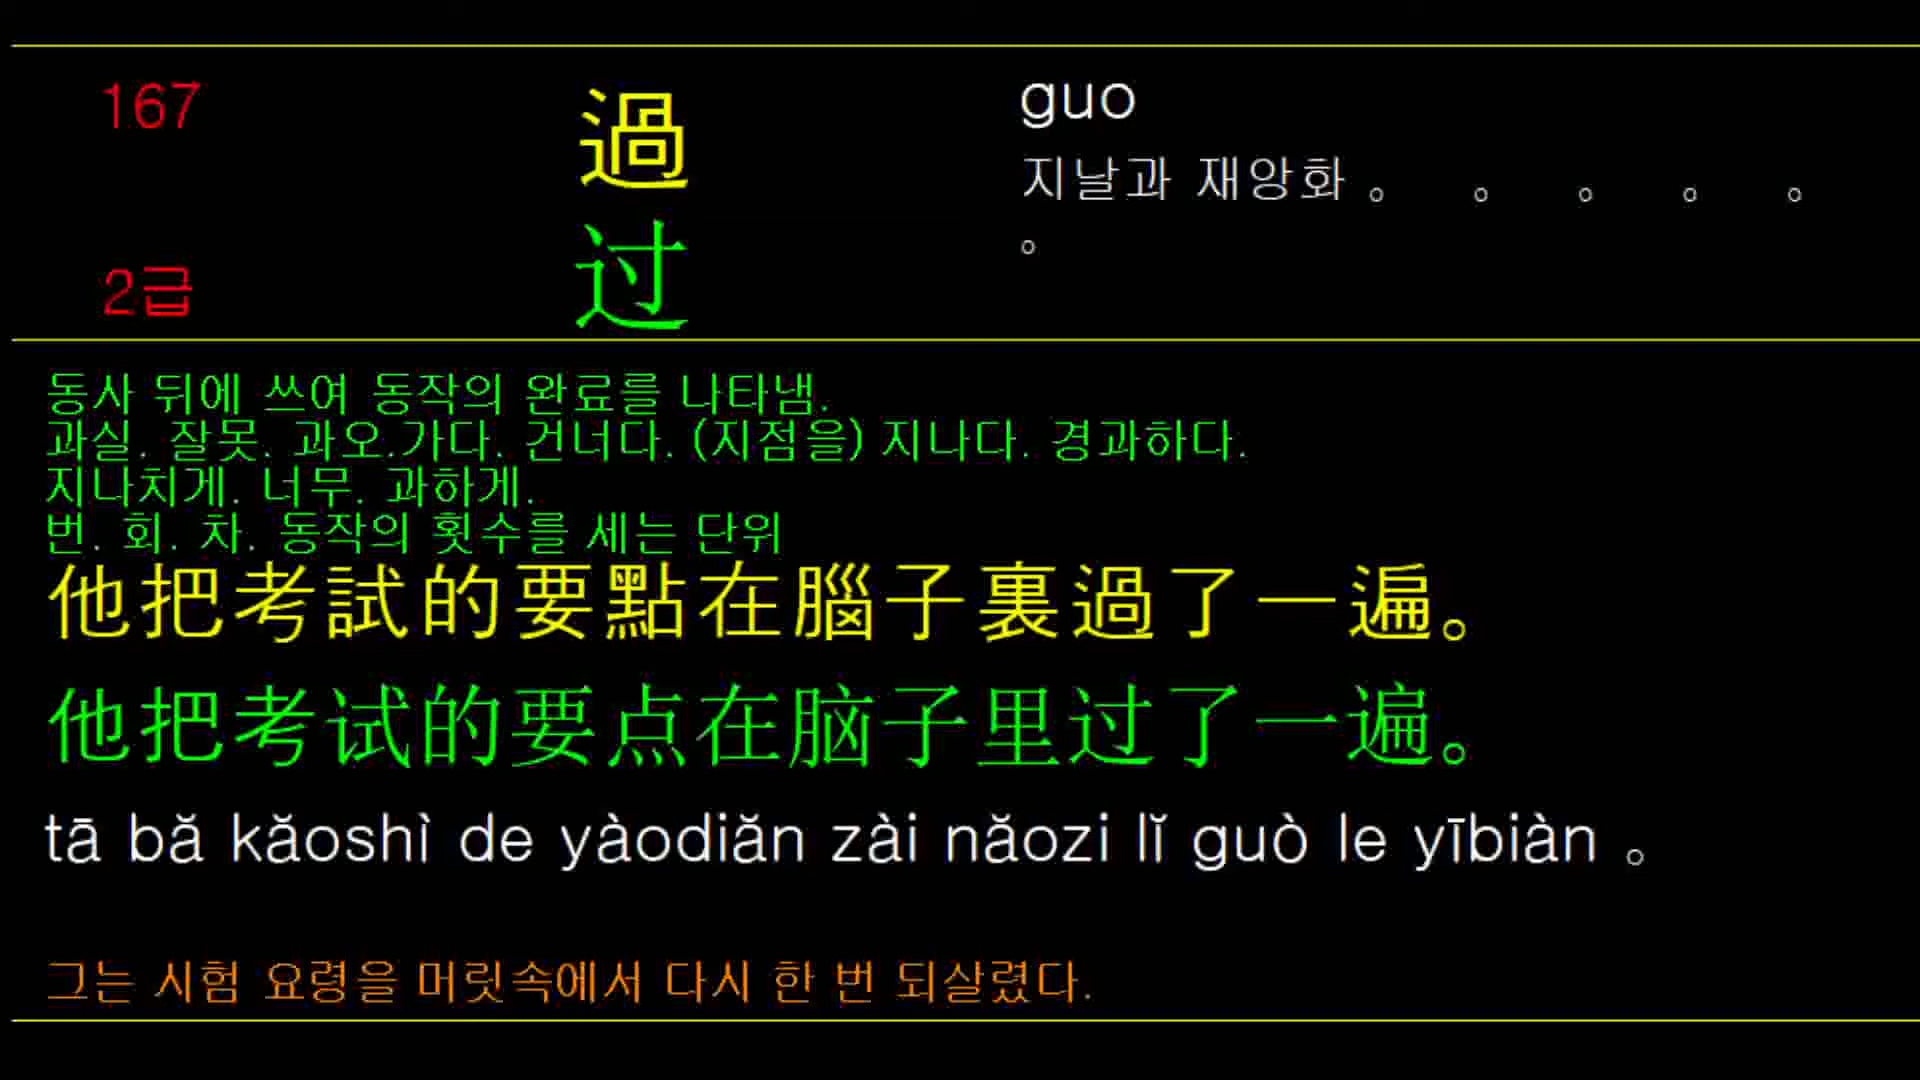 167
2급
過
过
guo
지날과 재앙화 。 。 。 。 。
。
동사 뒤에 쓰여 동작의 완료를 나타냄.
과실. 잘못. 과오.가다. 건너다. (지점을) 지나다. 경과하다.
지나치게. 너무. 과하게.
번. 회. 차. 동작의 횟수를 세는 단위
他把考試的要點在腦子裏過了一遍。
他把考试的要点在脑子里过了一遍。
tā bǎ kǎoshì de yàodiǎn zài nǎozi lǐ guò le yībiàn 。
그는 시험 요령을 머릿속에서 다시 한 번 되살렸다.